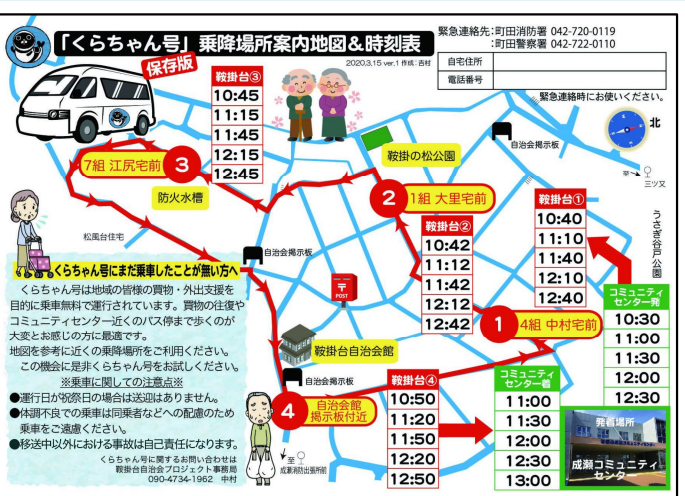 「くらちゃん号」乗降場所案内地図&時刻表
保存版
2020.3.15 ver,1 作成:吉村
緊急連絡先:町田消防署 042-720-0119
:町田警察署 042-722-0110
自宅住所
電話番号
緊急連絡時にお使いください。
北
鞍掛台③
10:45
11:15
11:45
12:15
12:45
自治会掲示板
至→
三ツ又
鞍掛の松公園
7組 江尻宅前
3
防火水槽
2
1組 大里宅前
鞍掛台①
10:40
11:10
11:40
12:10
12:40
うさぎ谷戸公園
鞍掛台②
10:42
11:12
11:42
12:12
12:42
松風台住宅
自治会掲示板
〒
POST
1
4組 中村宅前
コミュニティ
センター発
10:30
11:00
11:30
12:00
12:30
くらちゃん号にまだ乗車したことが無い方へ
くらちゃん号は地域の皆様の買物・外出支援を
目的に乗車無料で運行されています。買物の往復や
コミュニティセンター近くのバス停まで歩くのが
大変とお感じの方に最適です。
地図を参考に近くの乗降場所をご利用ください。
この機会に是非くらちゃん号をお試しください。
※乗車に関しての注意点※
●運行日が祝祭日の場合は送迎はありません。
●体調不良での乗車は同乗者などへの配慮のため
乗車をご遠慮ください。
●移送中以外における事故は自己責任になります。
くらちゃん号に関するお問い合わせは
鞍掛台自治会プロジェクト事務局
090-4734-1962 中村
鞍掛台自治会
自治会掲示板
4
自治会館
掲示板付近
至
成瀬消防出張所前
鞍掛台④
10:50
11:20
11:50
12:20
12:50
コミュニティ
センター着
11:00
11:30
12:00
12:30
13:00
発着場所
成瀬コミュニティ
センター